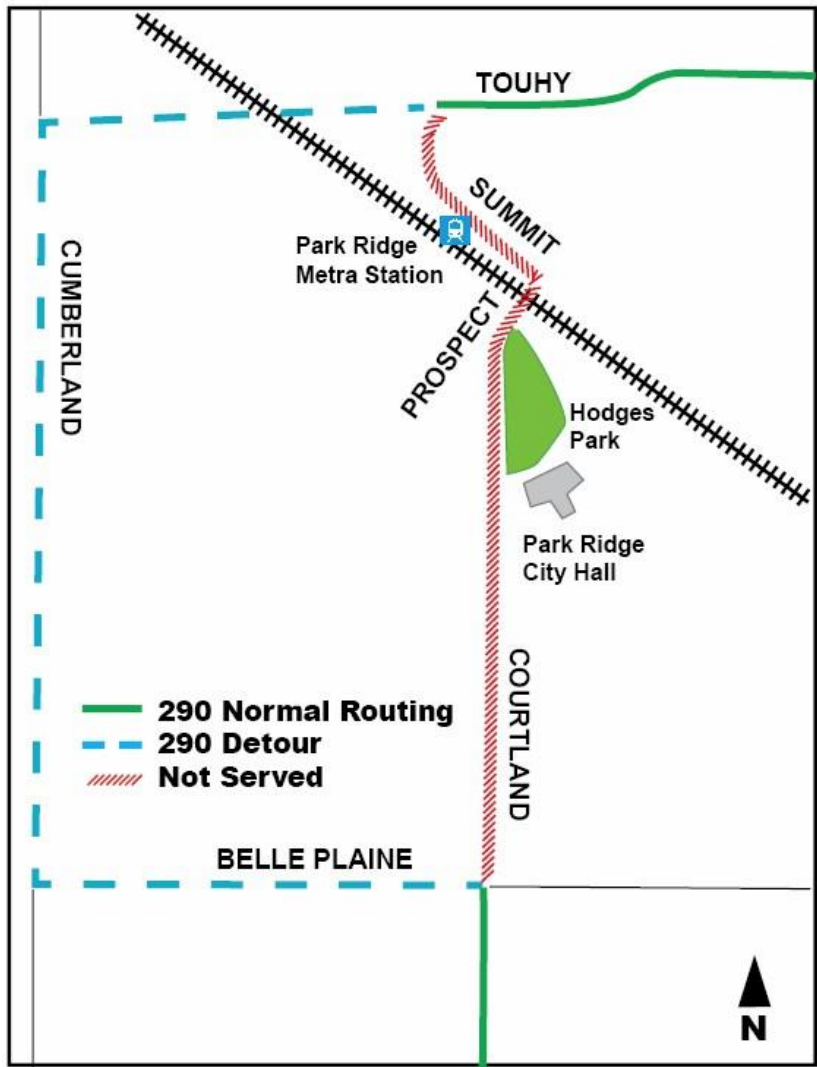 TOUHY
SUMMIT
Park Ridge
Metra Station
CUMBERLAND
PROSPECT
Hodges
Park
Park Ridge
City Hall
COURTLAND
290 Normal Routing
290 Detour
Not Served
BELLE PLAINE
N